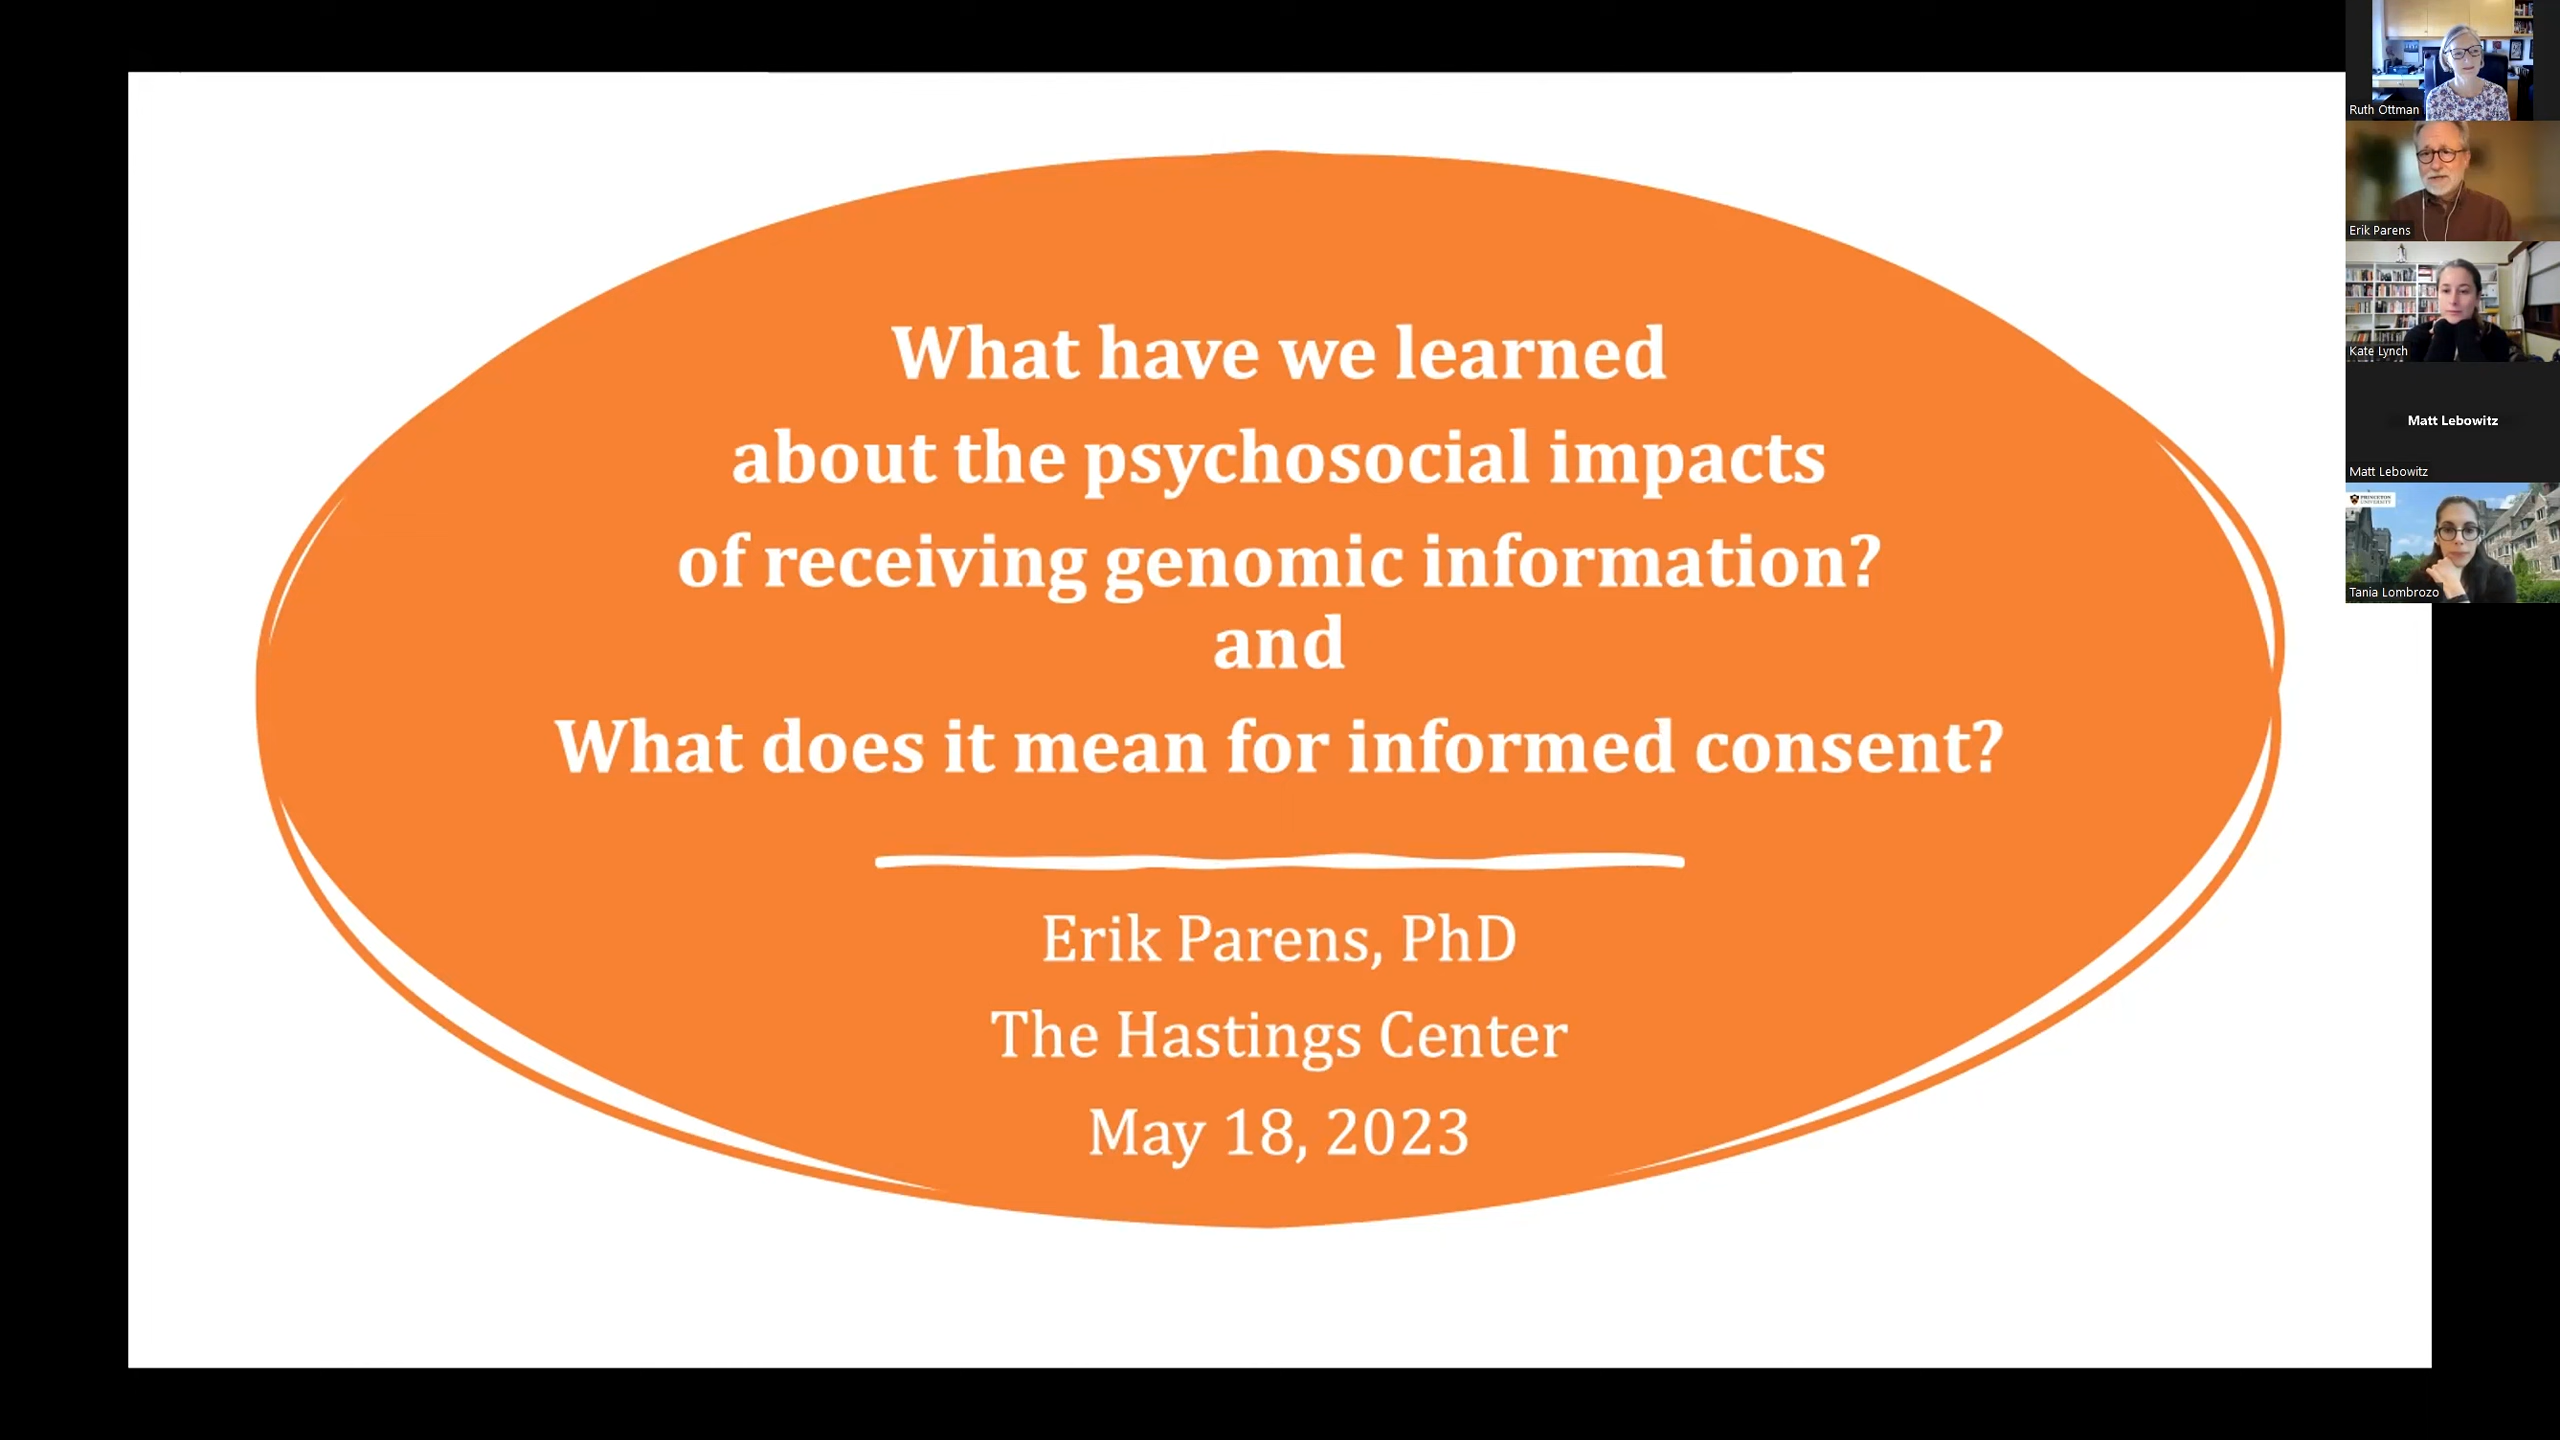 What have we learned
about the psychosocial impacts
of receiving genomic information?
and
What does it mean for informed consent?
Erik Parens, PhD
The Hastings Center
May 18, 2023
Ruth Ottman
Erik Parens
Kate Lynch
Matt Lebowitz
Matt Lebowitz
PRINCETON
UNIVERSITY
Tania Lombrozo